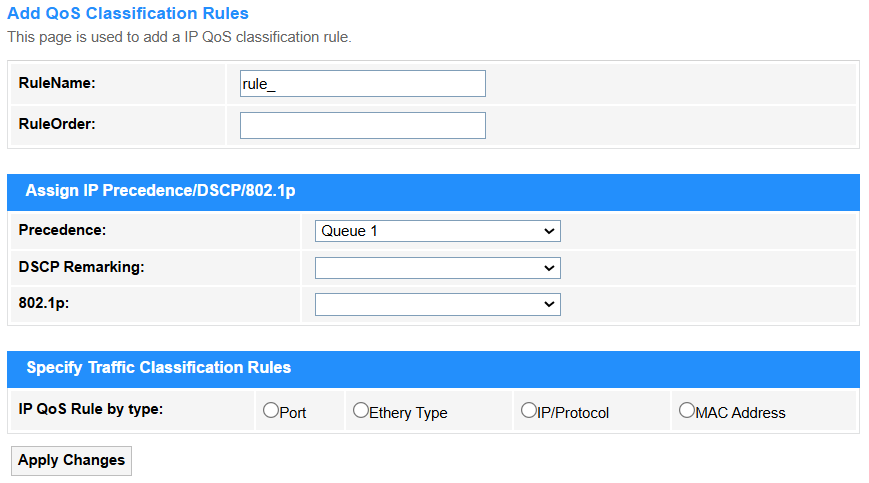 Add QoS Classification Rules
This page is used to add a IP QoS classification rule.
RuleName: rule_
RuleOrder:
Assign IP Precedence/DSCP/802.1p
Precedence: Queue 1
DSCP Remarking:
802.1p:
Specify Traffic Classification Rules
IP QoS Rule by type: Port Ethery Type IP/Protocol MAC Address
Apply Changes